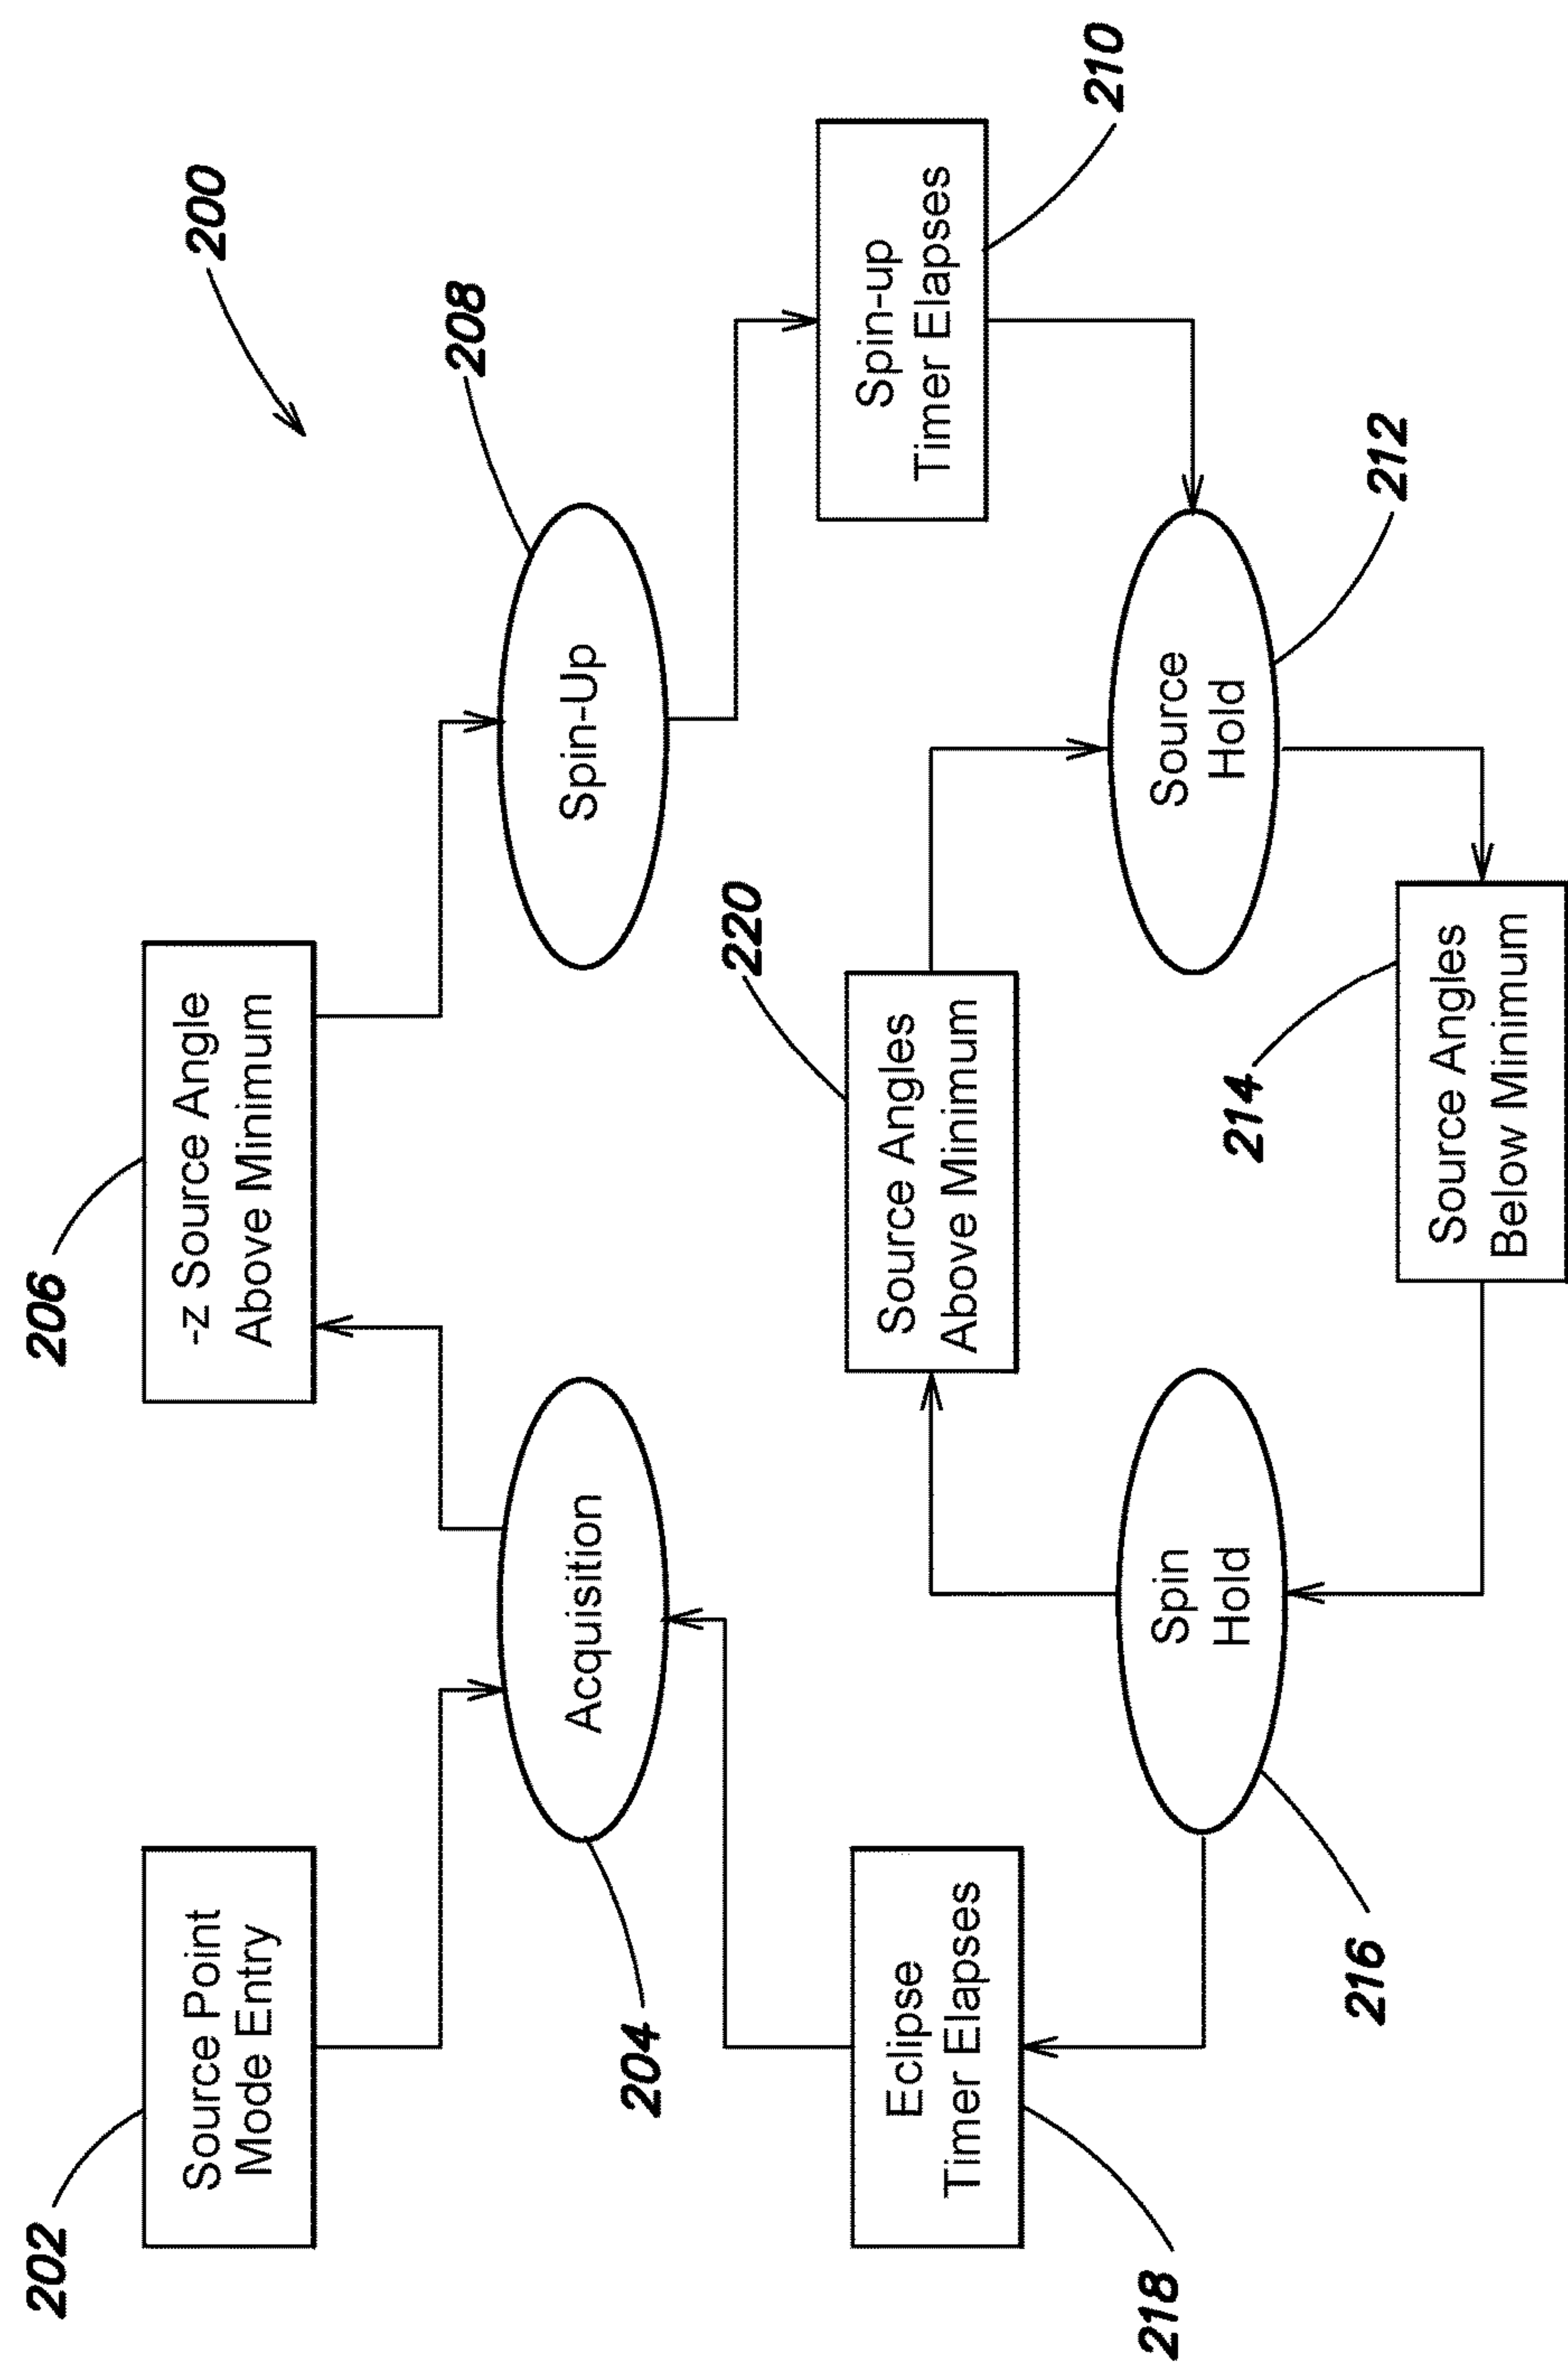 200
202
Source Point
Mode Entry
206
-z Source Angle
Above Minimum
204
Acquisition
208
Spin-Up
218
Eclipse
Timer Elapses
220
Source Angles
Above Minimum
210
Spin-up
Timer Elapses
216
Spin
Hold
212
Source
Hold
214
Source Angles
Below Minimum